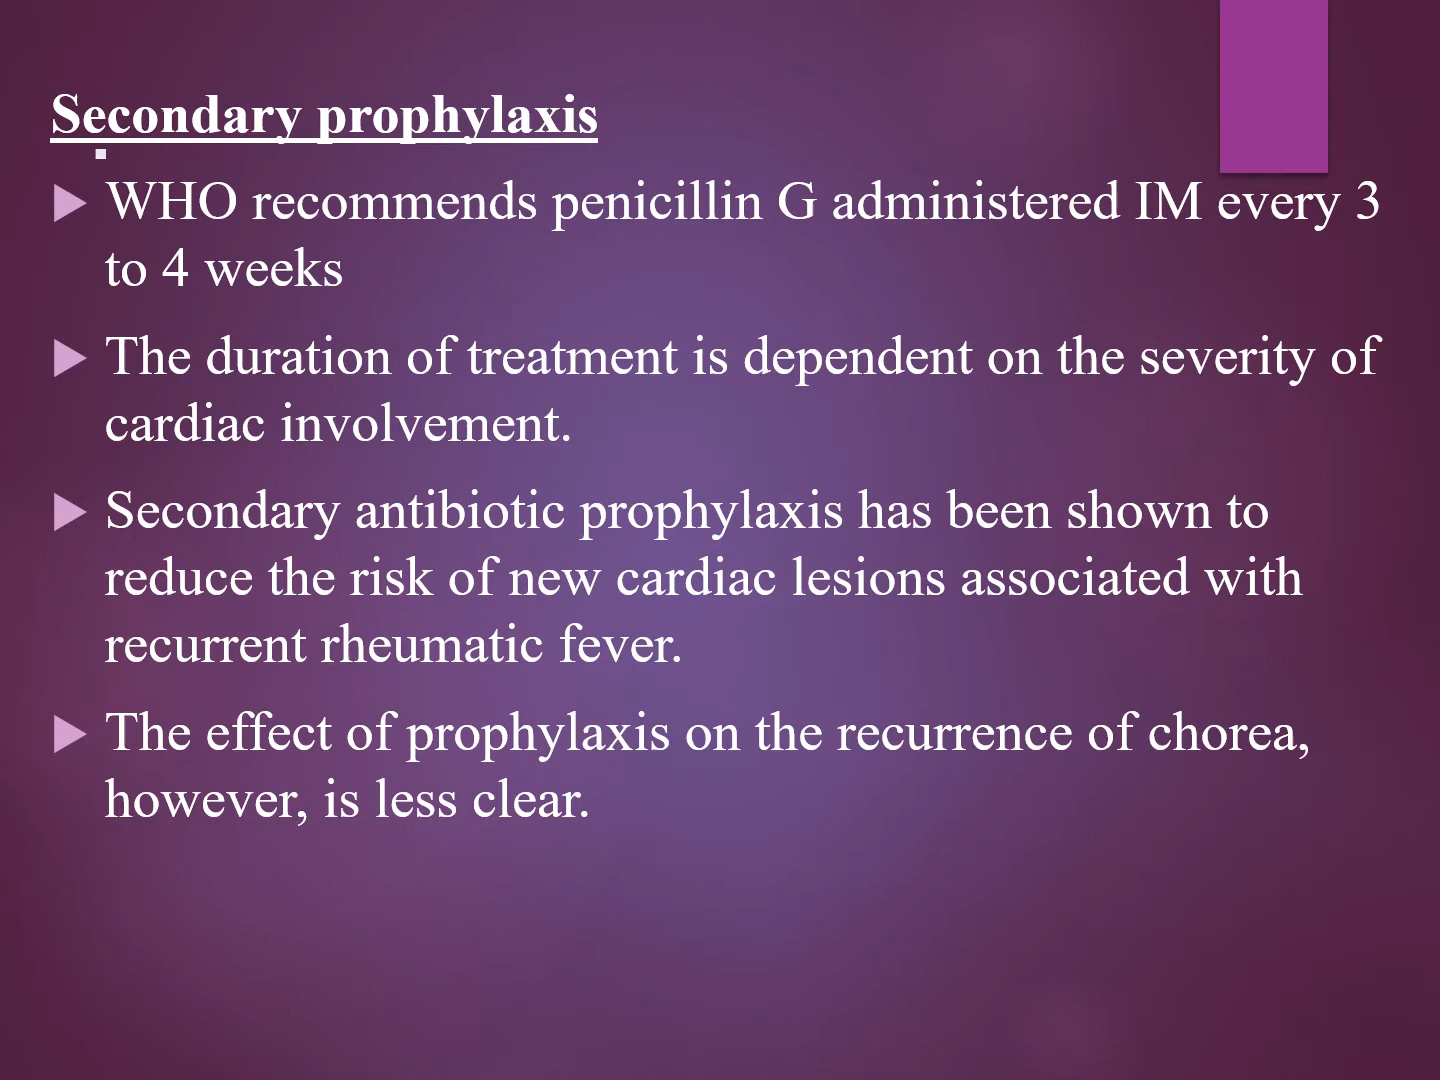 Secondary prophylaxis
WHO recommends penicillin G administered IM every 3
to 4 weeks
The duration of treatment is dependent on the severity of
cardiac involvement.
Secondary antibiotic prophylaxis has been shown to
reduce the risk of new cardiac lesions associated with
recurrent rheumatic fever.
The effect of prophylaxis on the recurrence of chorea,
however, is less clear.